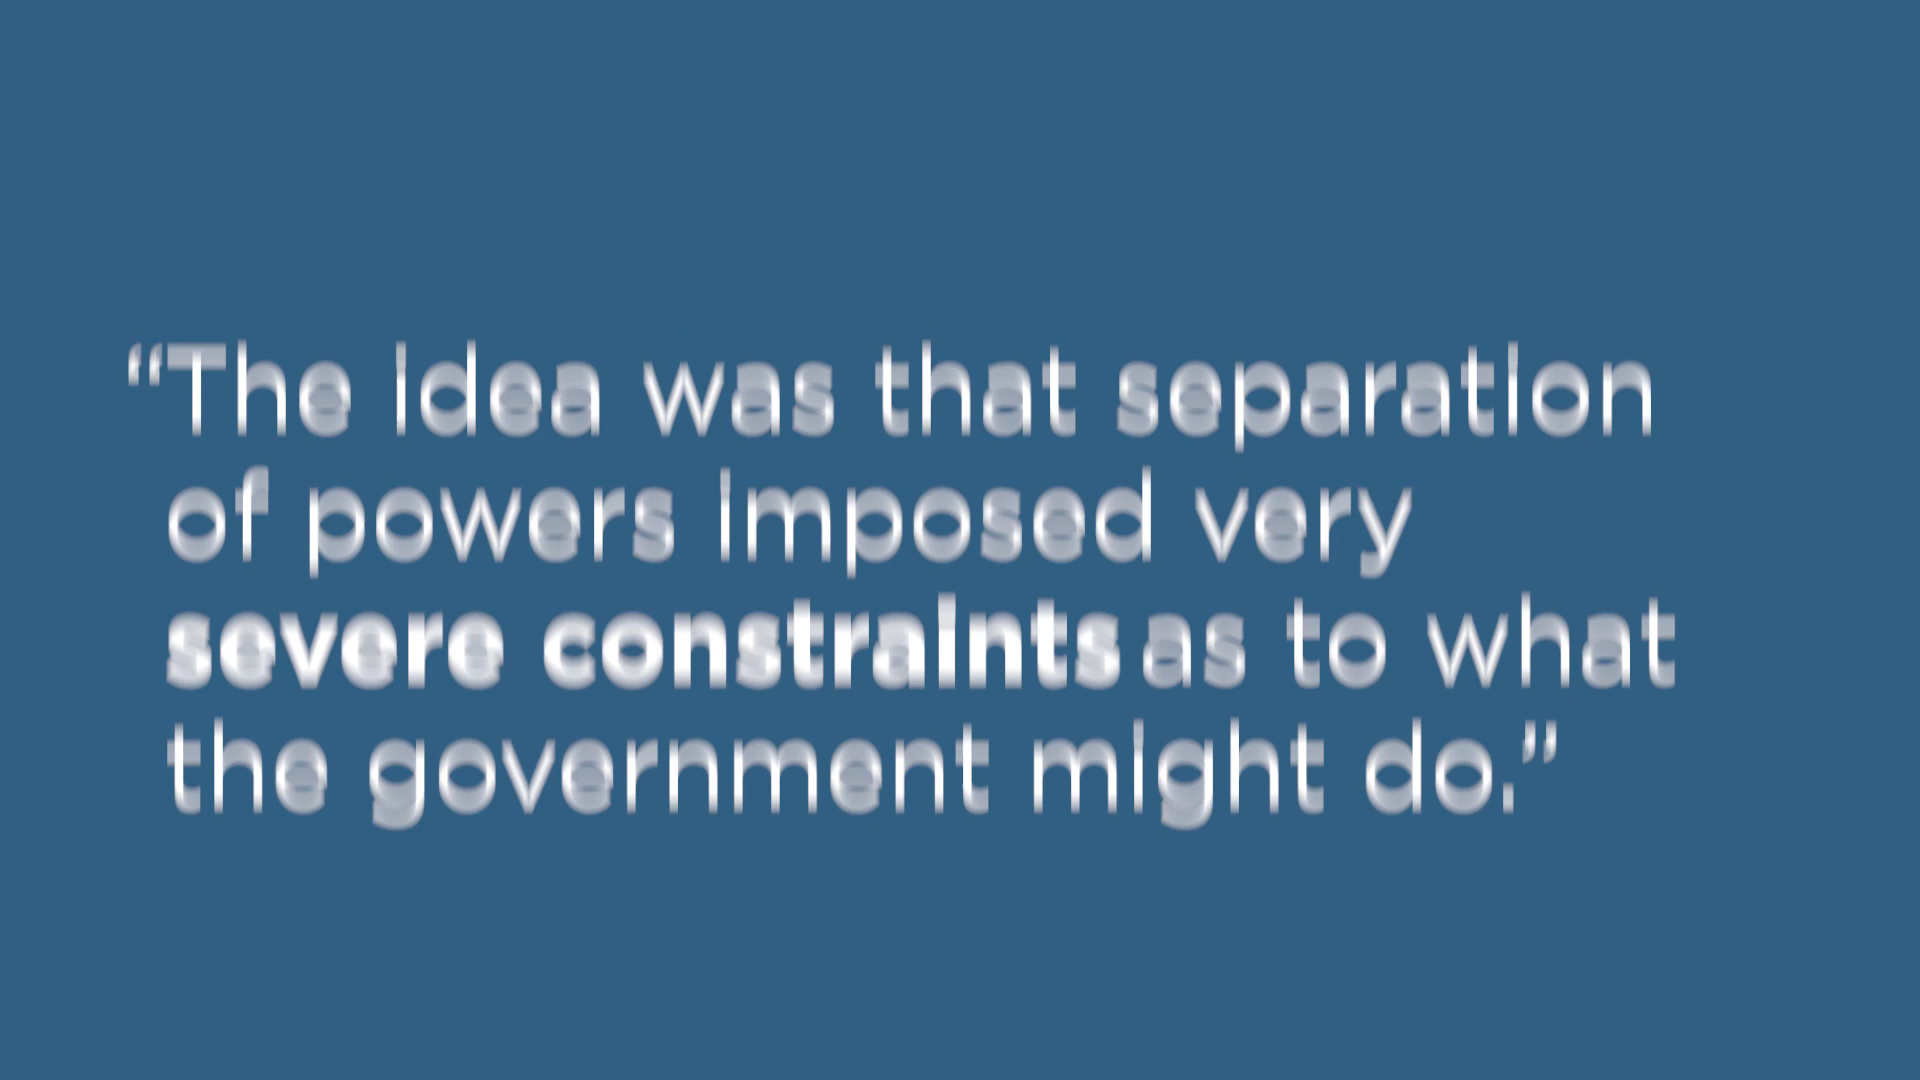 “The idea was that separation
of powers imposed very
severe constraints as to what
the government might do.”